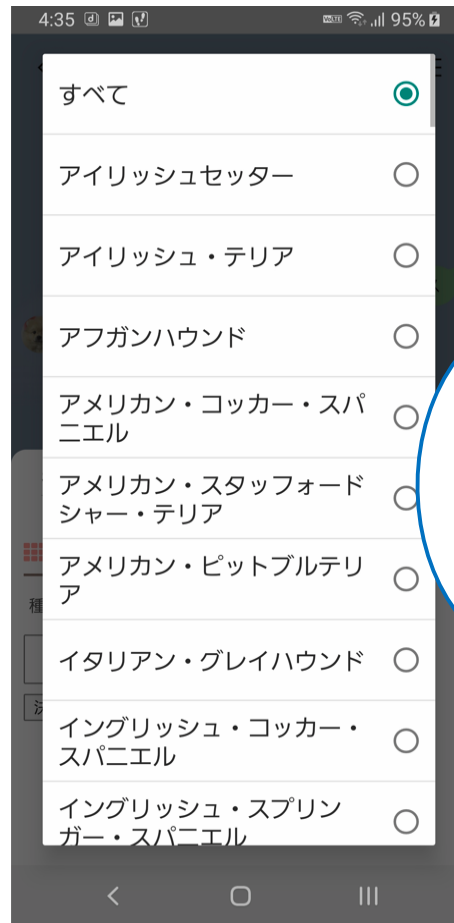 4:35
95%
すべて
アイリッシュセッター
アイリッシュ・テリア
アフガンハウンド
アメリカン・コッカー・スパ
ニエル
アメリカン・スタッフォード
シャー・テリア
アメリカン・ピットブルテリ
ア
種
イタリアン・グレイハウンド
決
イングリッシュ・コッカー・
スパニエル
イングリッシュ・スプリン
ガー・スパニエル